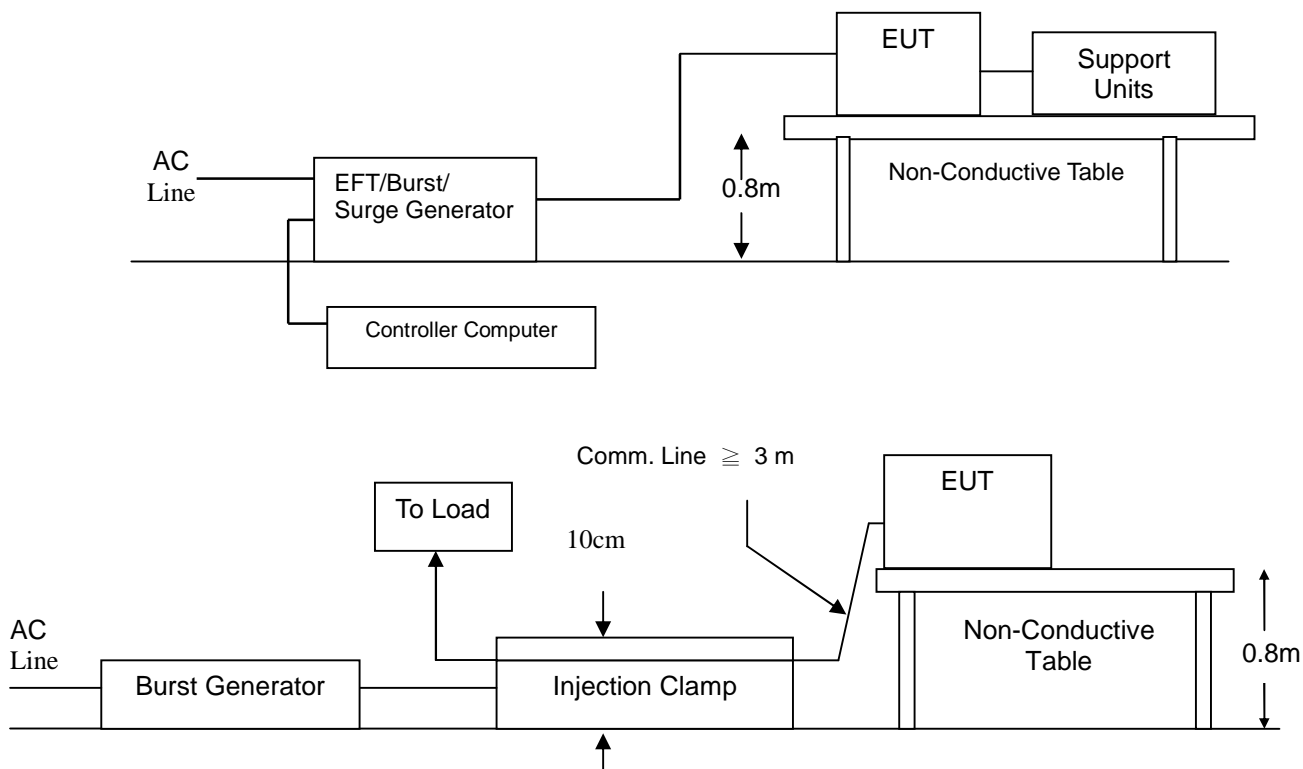 EUT
Support
Units
AC
Line
EFT/Burst/
Surge Generator
0.8m
Non-Conductive Table
Controller Computer
Comm. Line ≧ 3 m
EUT
To Load
10cm
AC
Line
Burst Generator
Injection Clamp
Non-Conductive
Table
0.8m